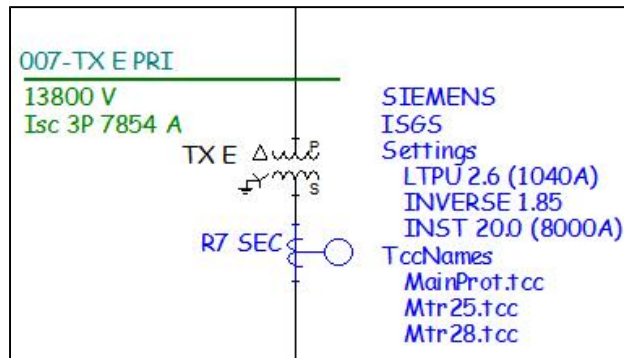 007-TX E PRI
13800 V
Isc 3P 7854 A
TX E
P
S
R7 SEC
SIEMENS
ISGS
Settings
LTPU 2.6 (1040A)
INVERSE 1.85
INST 20.0 (8000A)
TccNames
MainProt.tcc
Mtr25.tcc
Mtr28.tcc